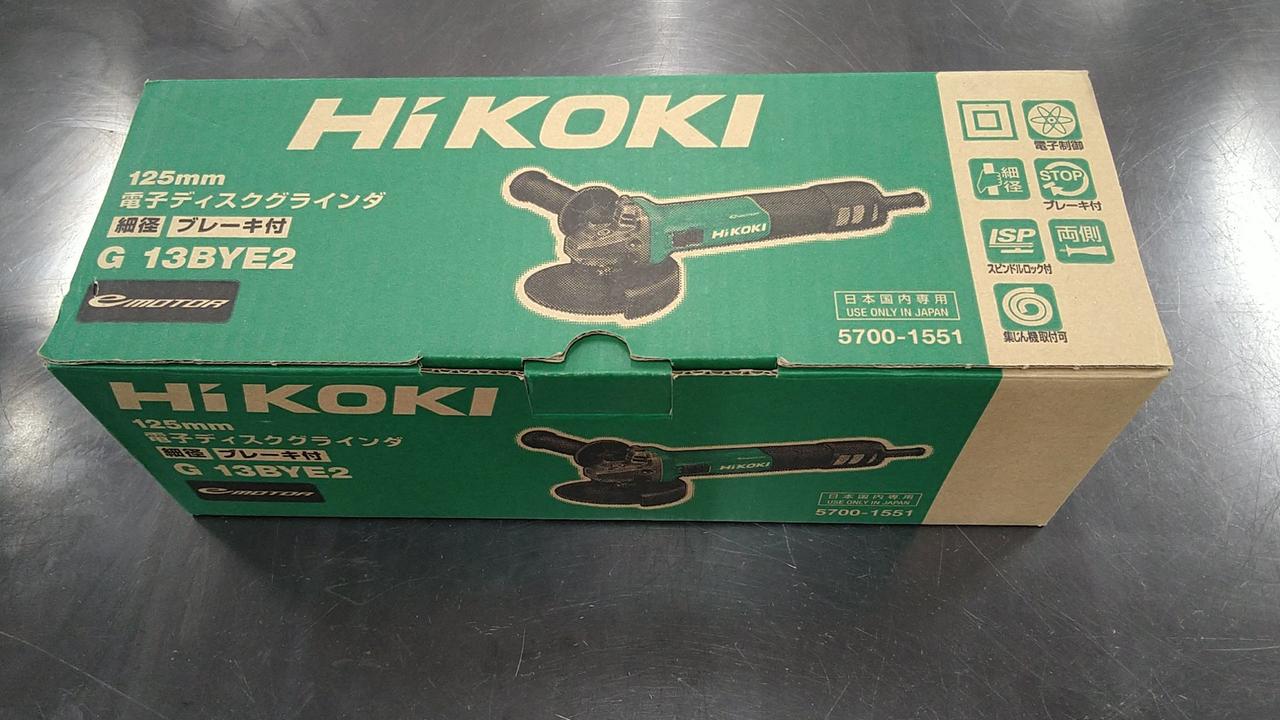 HiKOKI
125mm
電子ディスクグラインダ
細径 ブレーキ付
G 13BYE2
e MOTOR
HiKOKI
日本国内専用
USE ONLY IN JAPAN
5700-1551
電子制御
細径
STOP
ブレーキ付
ISP
両側
スピンドルロック付
集じん機取付可
HiKOKI
125mm
電子ディスクグラインダ
細径 ブレーキ付
G 13BYE2
e MOTOR
HiKOKI
日本国内専用
USE ONLY IN JAPAN
5700-1551